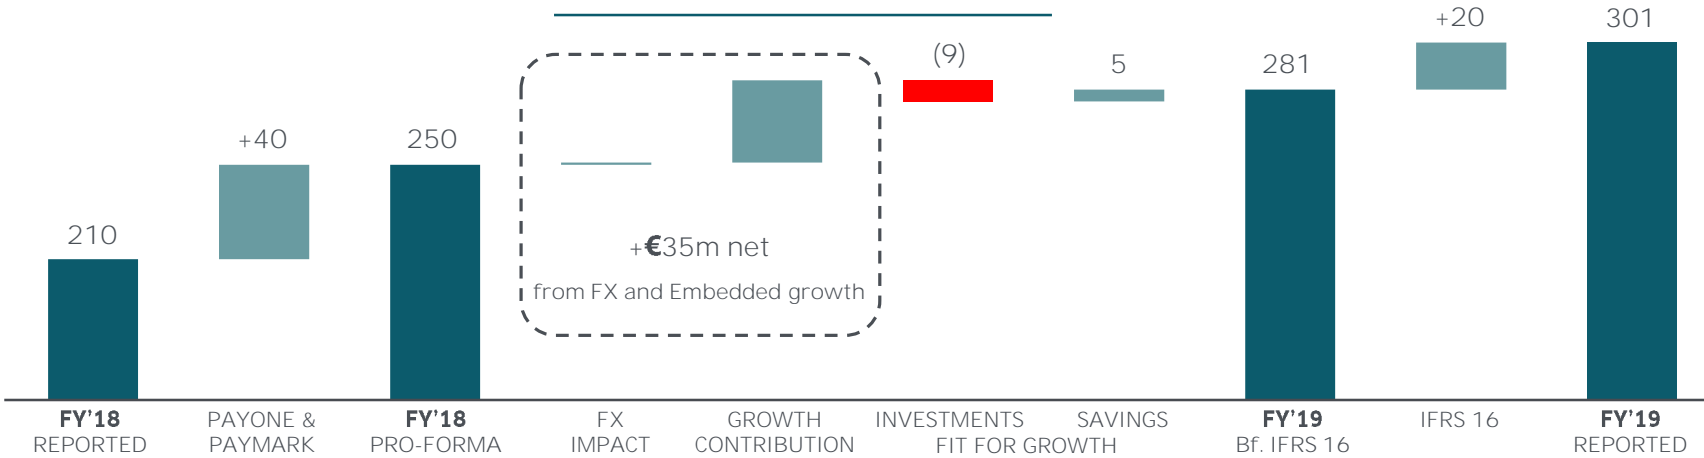 210
+40
250
+€35m net
from FX and Embedded growth
(9)
5
281
+20
301
FY'18
REPORTED
PAYONE &
PAYMARK
FY'18
PRO-FORMA
FX
IMPACT
GROWTH
CONTRIBUTION
INVESTMENTS SAVINGS
FIT FOR GROWTH
FY'19
Bf. IFRS 16
IFRS 16
FY'19
REPORTED